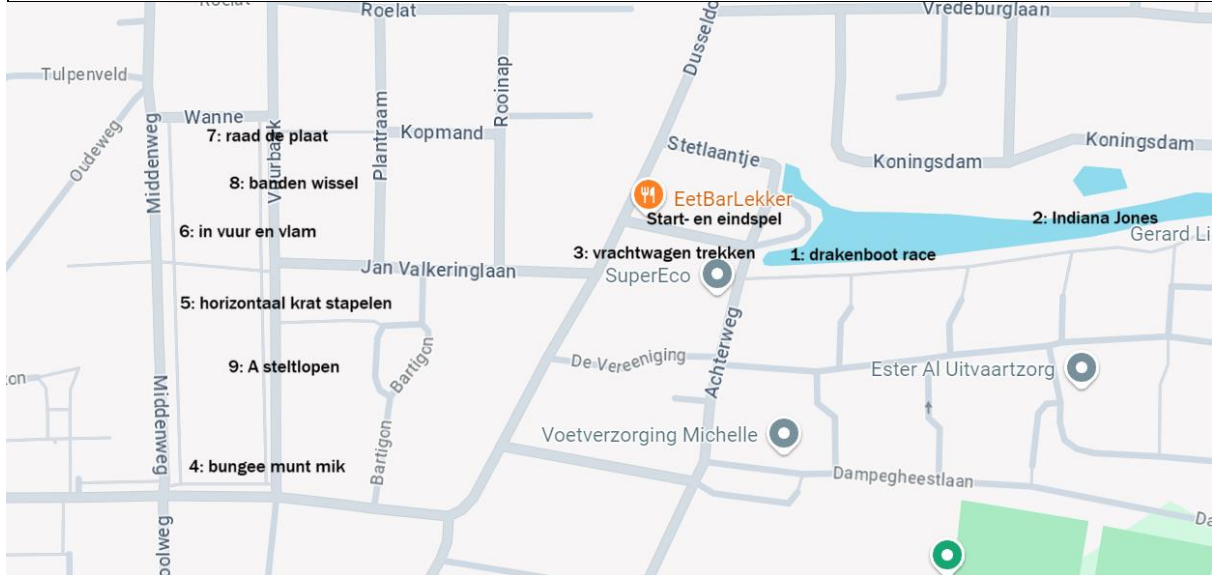 Roelat
Roelat
Vredeburglaan
Tulpenveld
Oudeweg
Middenweg
Wanne
7: raad de plaat
Vuurbaak
Plantraam
Kopmand
Rooinap
Stetlaantje
Koningsdam
Koningsdam
8: banden wissel
EetBarLekker
Start- en eindspel
2: Indiana Jones
Gerard Li
6: in vuur en vlam
3: vrachtwagen trekken
1: drakenboot race
SuperEco
Jan Valkeringlaan
5: horizontaal krat stapelen
9: A steltlopen
Bartigon
De Vereeniging
Achterweg
Ester Al Uitvaartzorg
Middenweg
4: bungee munt mik
Bartigon
Voetverzorging Michelle
Dampegheestlaan